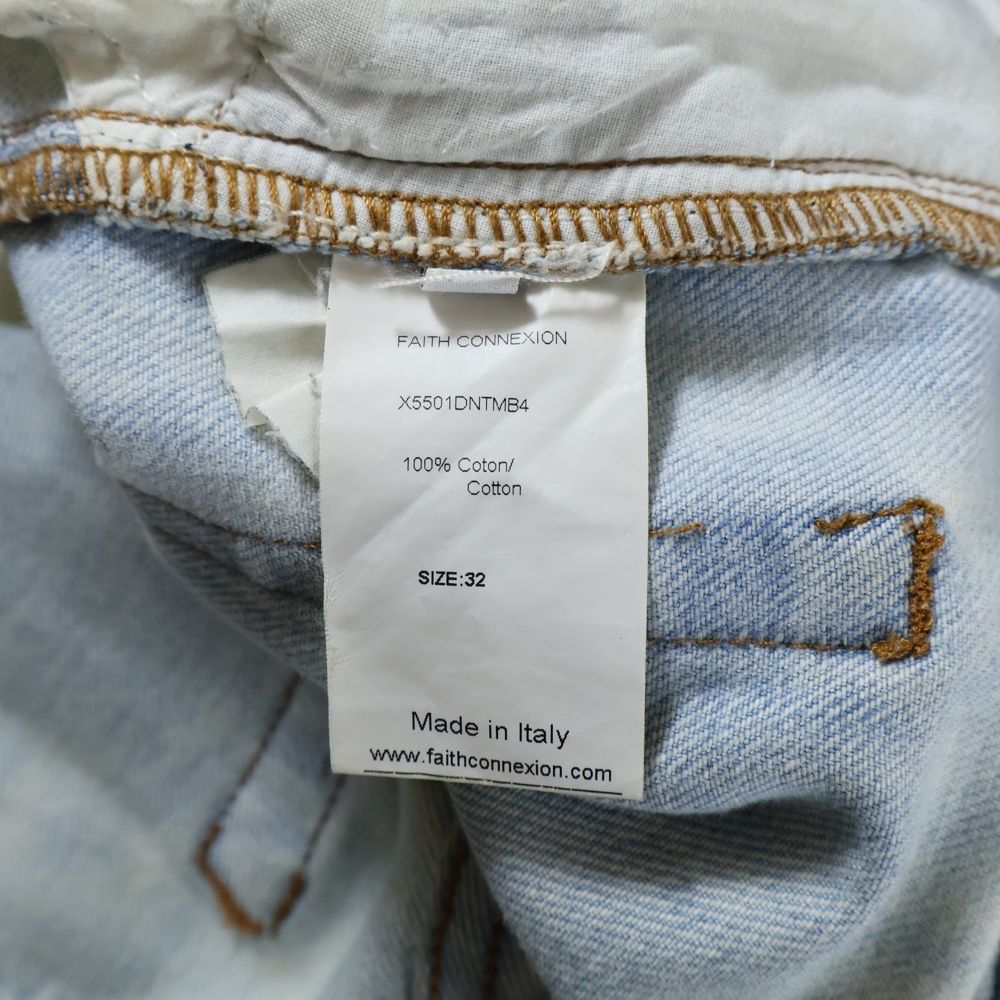 FAITH CONNEXION
X5501DNTMB4
100% Coton/
Cotton
SIZE:32
Made in Italy
www.faithconnexion.com